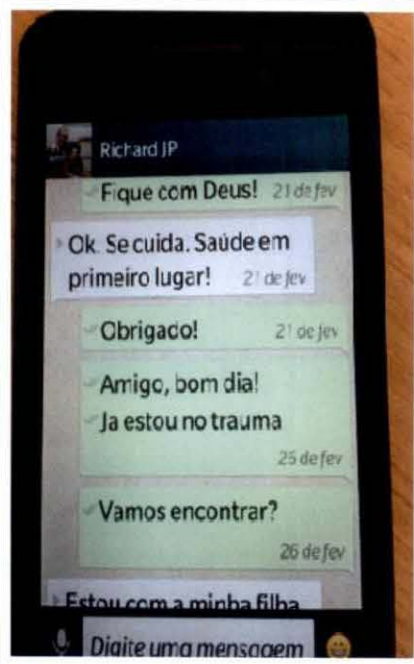 Richard JP
Fique com Deus! 21 de fev
Ok. Se cuida. Saúde em
primeiro lugar! 21 de fev
Obrigado! 21 de fev
Amigo, bom dia!
Ja estou no trauma
25 de fev
Vamos encontrar?
26 de fev
Estou com a minha filha
Digite uma mensagem